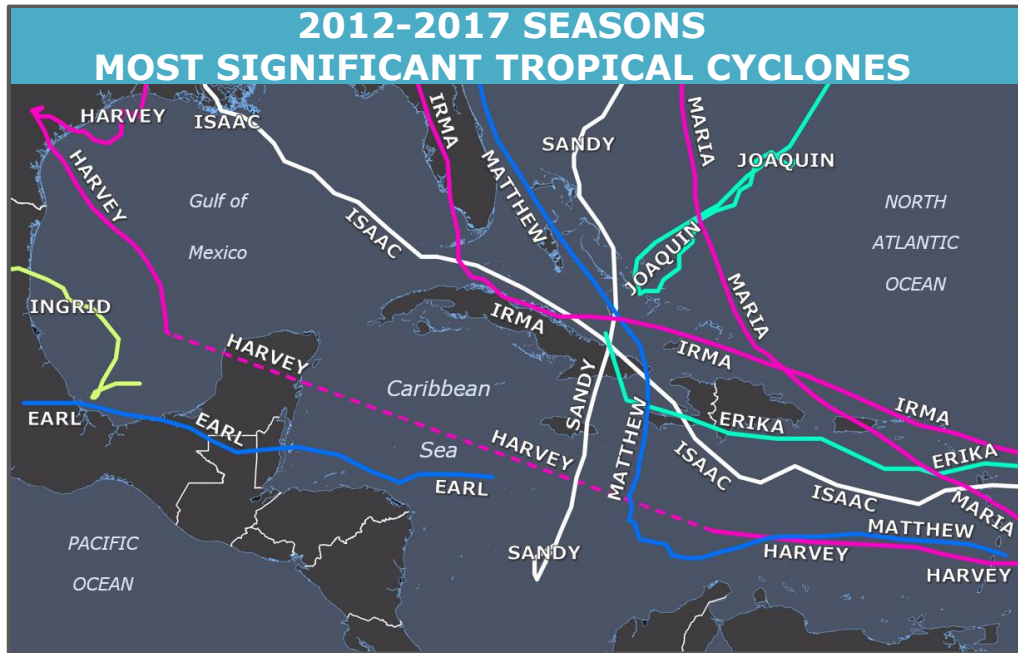 2012-2017 SEASONS
MOST SIGNIFICANT TROPICAL CYCLONES
HARVEY
ISAAC
IRMA
SANDY
MARIA
JOAQUIN
HARVEY
MATTHEW
Gulf of
Mexico
ISAAC
JOAQUIN
NORTH
ATLANTIC
OCEAN
INGRID
IRMA
MARIA
HARVEY
IRMA
Caribbean
Sea
SANDY
EARL
EARL
IRMA
ERIKA
ERIKA
HARVEY
MATTHEW
ISAAC
EARL
ISAAC
MARIA
MATTHEW
PACIFIC
OCEAN
SANDY
HARVEY
HARVEY